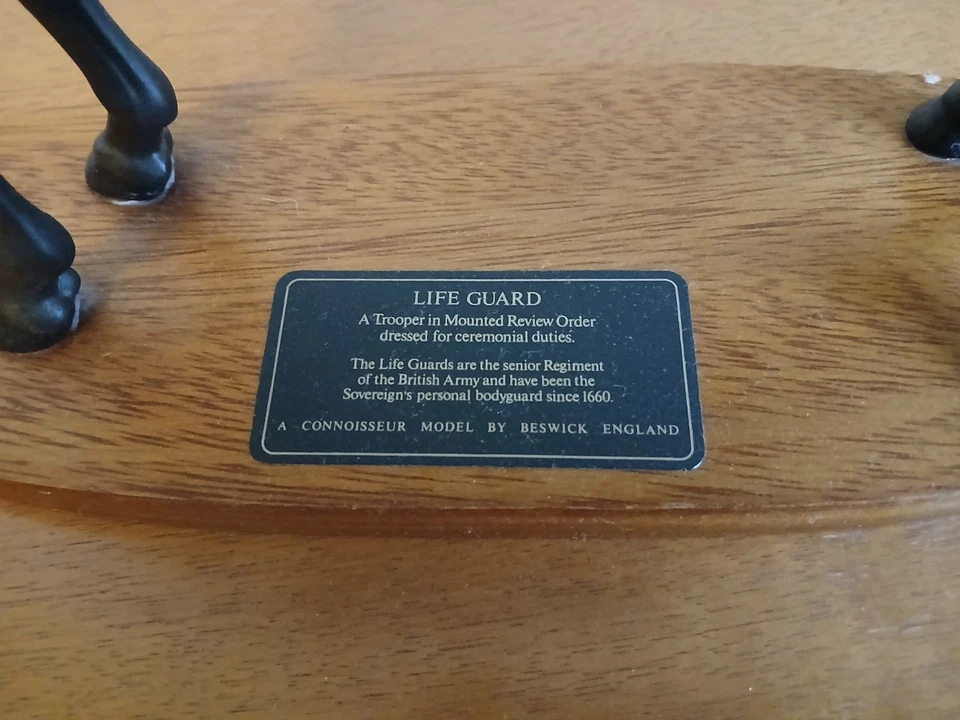 LIFE GUARD
A Trooper in Mounted Review Order
dressed for ceremonial duties.
The Life Guards are the senior Regiment
of the British Army and have been the
Sovereign's personal bodyguard since 1660.
A CONNOISSEUR MODEL BY BESWICK ENGLAND